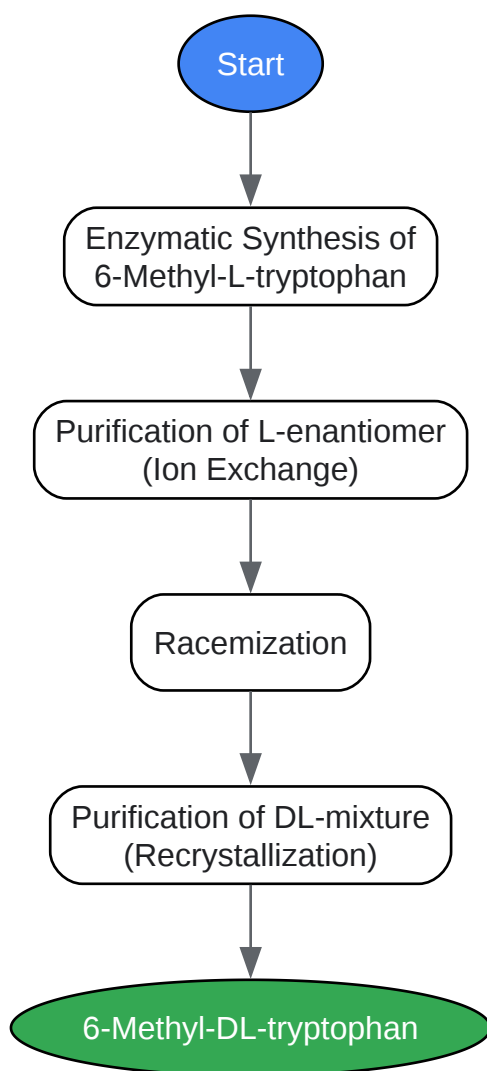 Start
Enzymatic Synthesis of
6-Methyl-L-tryptophan
Purification of L-enantiomer
(Ion Exchange)
Racemization
Purification of DL-mixture
(Recrystallization)
6-Methyl-DL-tryptophan